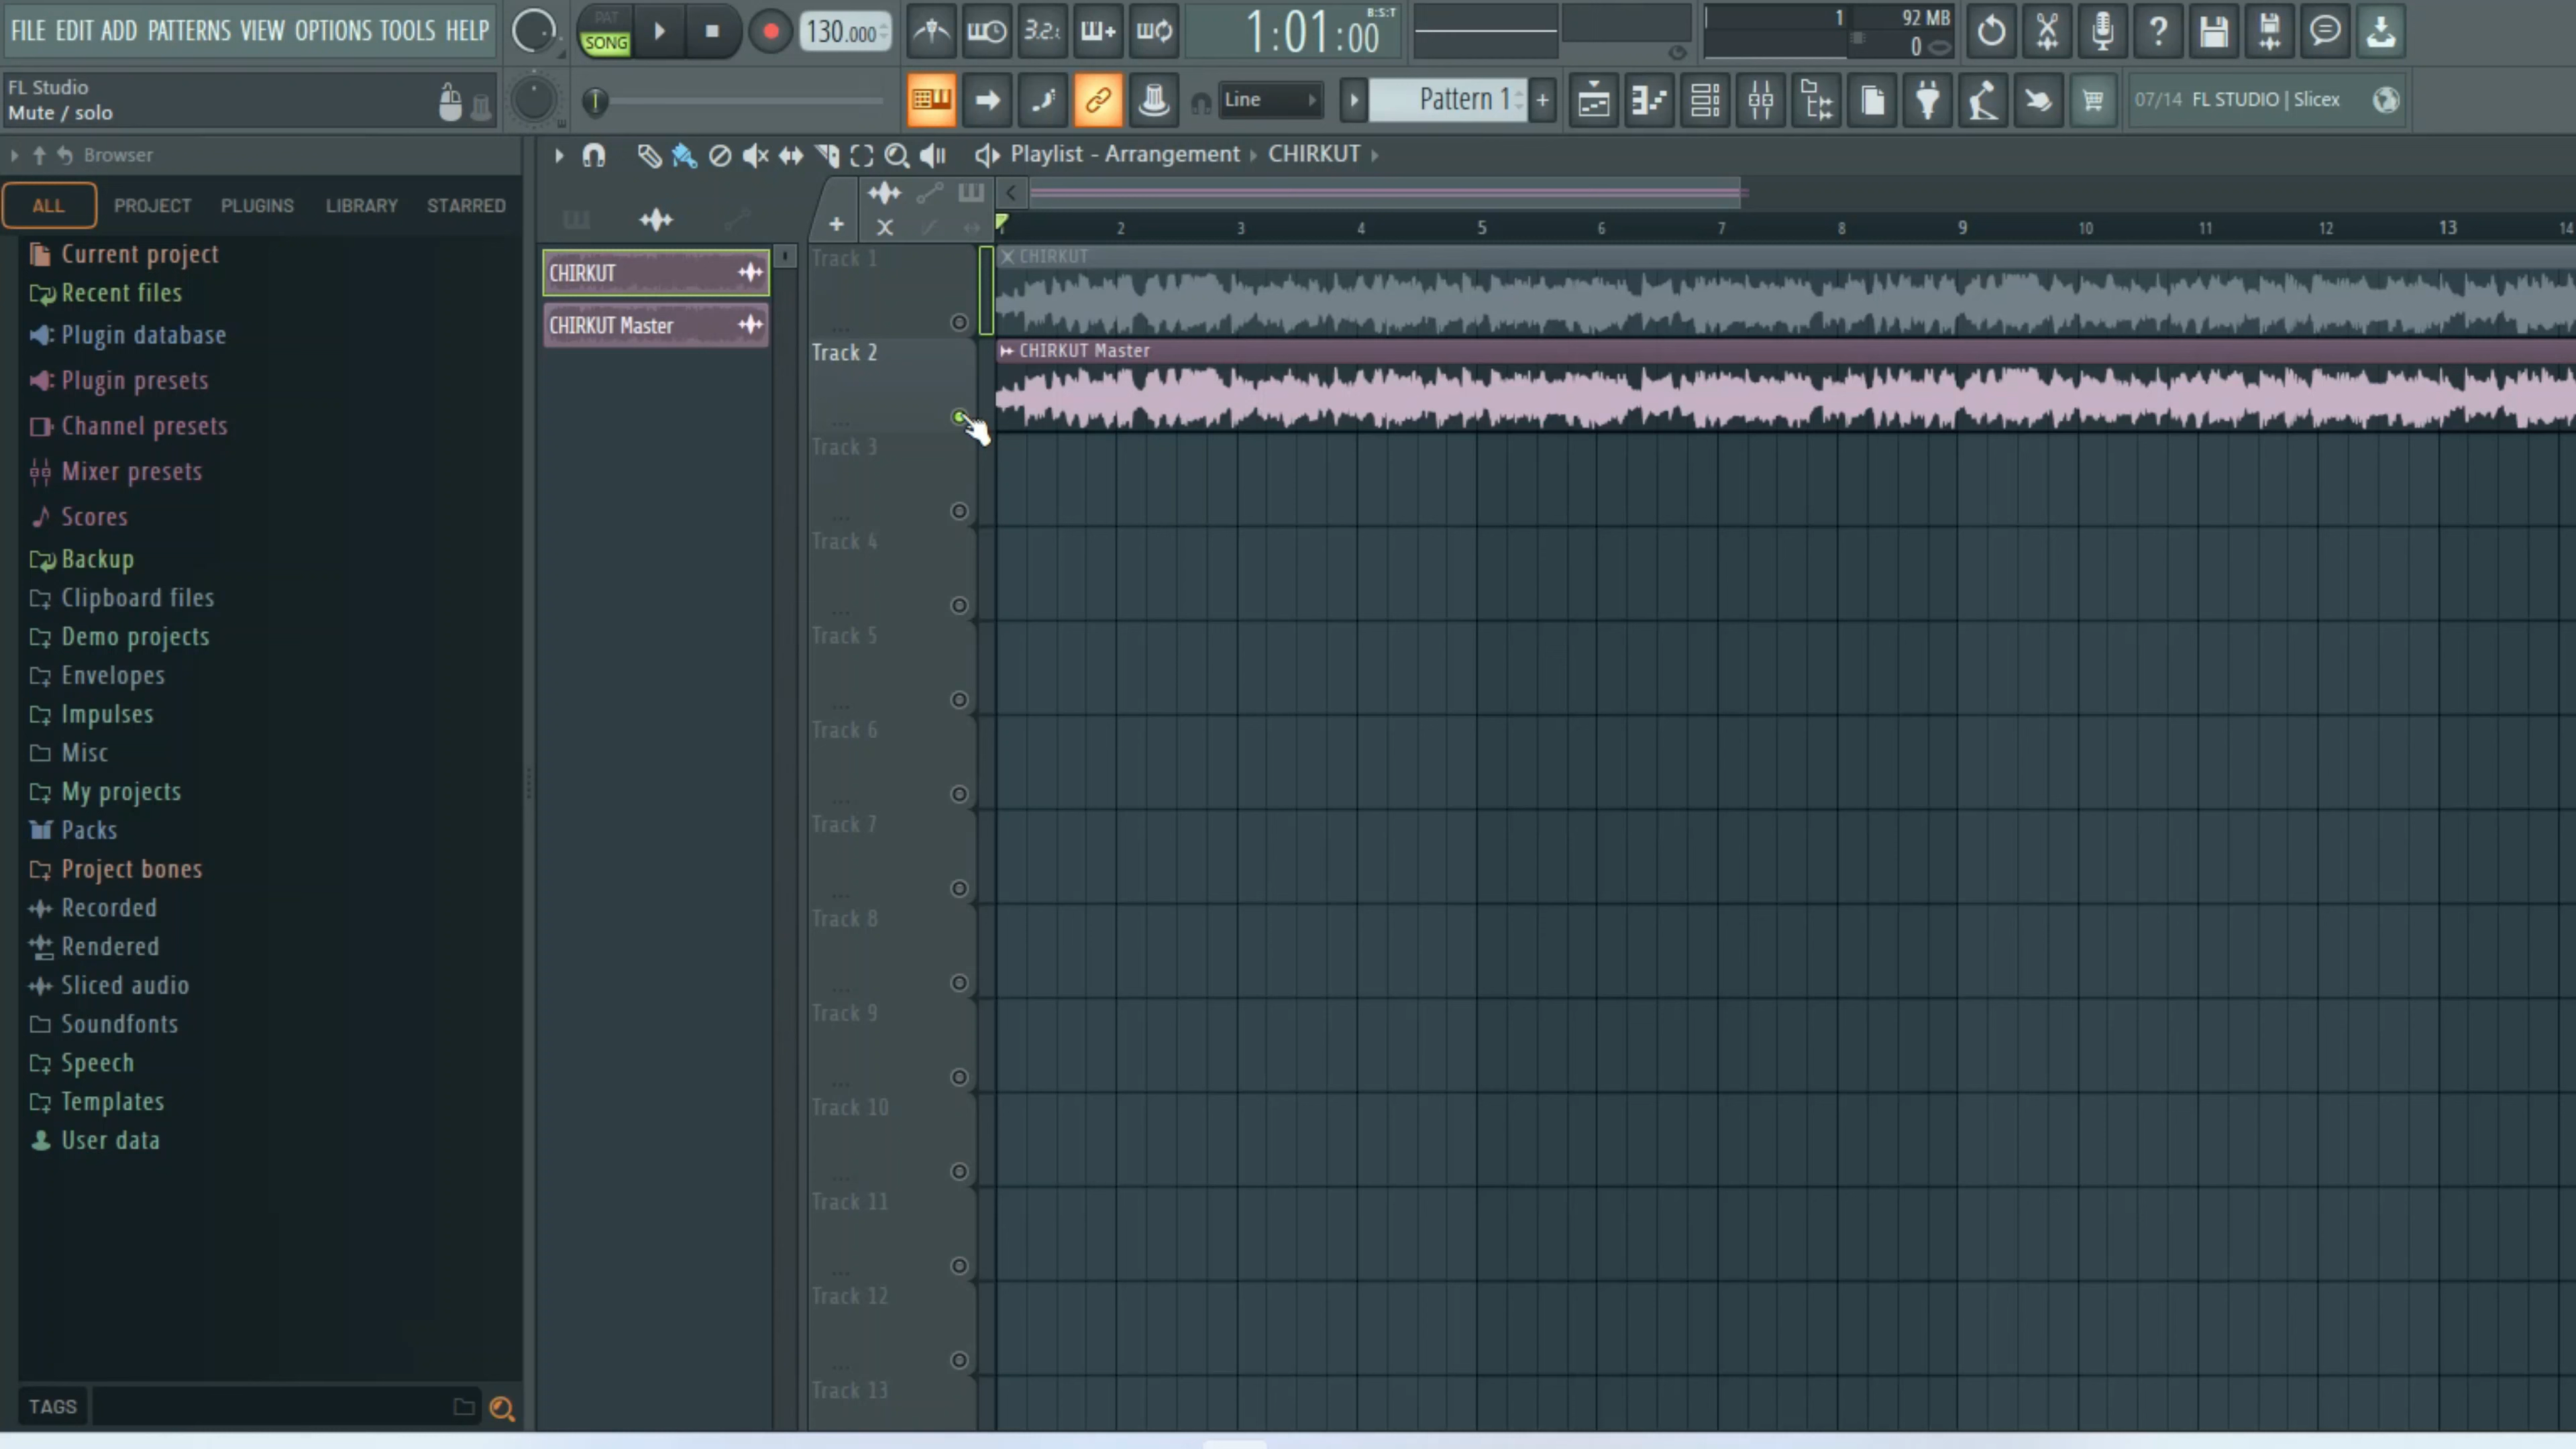 FILE EDIT ADD PATTERNS VIEW OPTIONS TOOLS HELP
PAT
SONG
130.000
3.2.
1:01:00
B:S:T
1
92 MB
0
FL Studio
Mute / solo
Line
Pattern 1
07/14 FL STUDIO | Slicex
Browser
Playlist - Arrangement
CHIRKUT
ALL
PROJECT
PLUGINS
LIBRARY
STARRED
Current project
Recent files
Plugin database
Plugin presets
Channel presets
Mixer presets
Scores
Backup
Clipboard files
Demo projects
Envelopes
Impulses
Misc
My projects
Packs
Project bones
Recorded
Rendered
Sliced audio
Soundfonts
Speech
Templates
User data
TAGS
CHIRKUT
CHIRKUT Master
1 2 3 4 5 6 7 8 9 10 11 12 13 14
Track 1
CHIRKUT
Track 2
CHIRKUT Master
Track 3
Track 4
Track 5
Track 6
Track 7
Track 8
Track 9
Track 10
Track 11
Track 12
Track 13